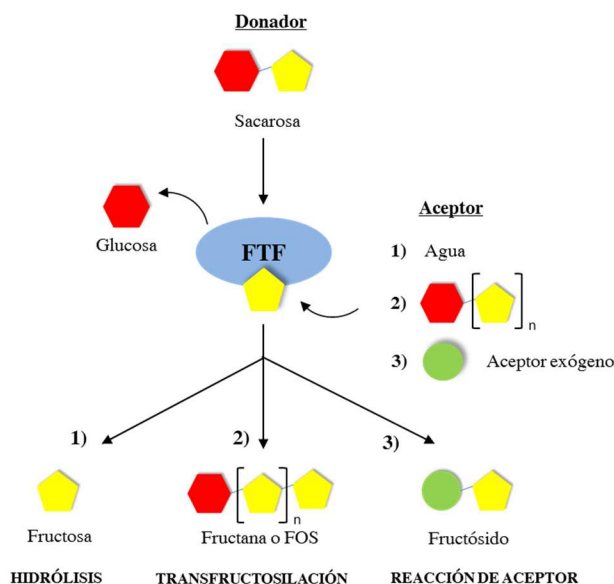 Donador
Sacarosa
Glucosa
FTF
Aceptor
1) Agua
2)
n
3) Aceptor exógeno
1)
2)
3)
n
Fructosa
Fructana o FOS
Fructósido
HIDRÓLISIS
TRANSFRUCTOSILACIÓN
REACCIÓN DE ACEPTOR